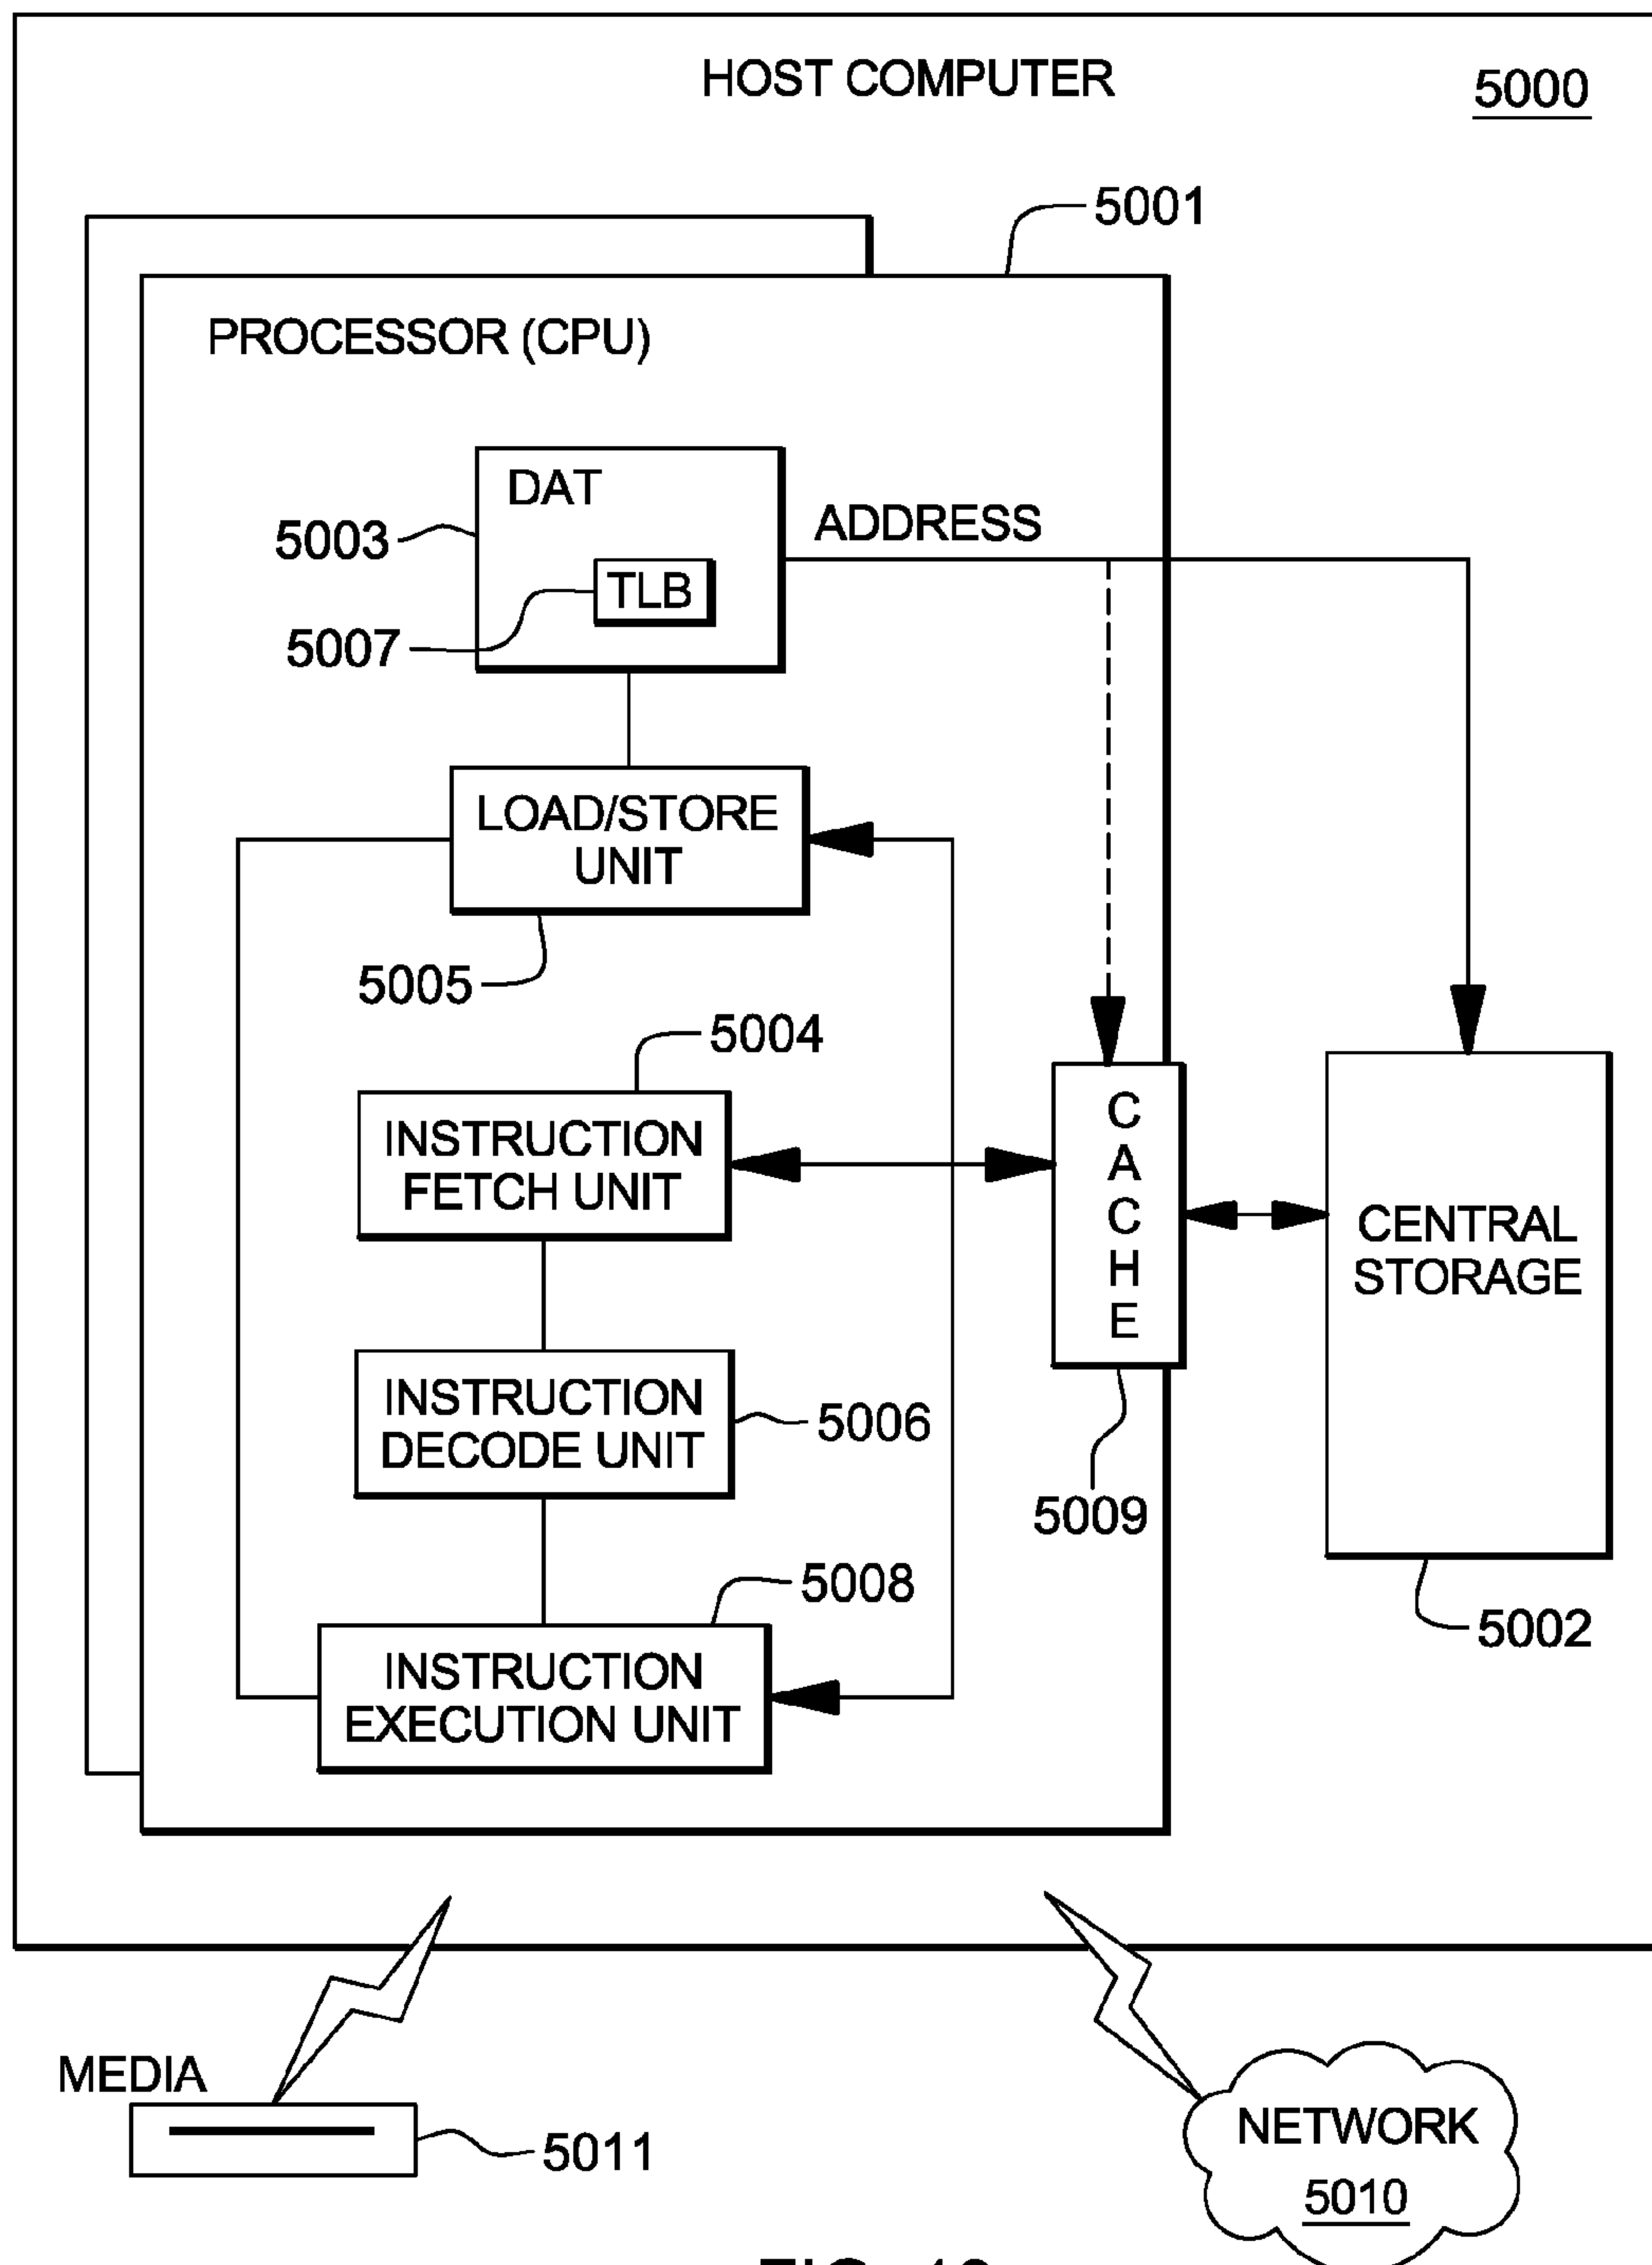 HOST COMPUTER
5000
5001
PROCESSOR (CPU)
DAT
5003
ADDRESS
TLB
5007
LOAD/STORE
UNIT
5005
5004
INSTRUCTION
FETCH UNIT
CACHE
CENTRAL
STORAGE
INSTRUCTION
DECODE UNIT
5006
5009
5008
5002
INSTRUCTION
EXECUTION UNIT
MEDIA
5011
NETWORK
5010